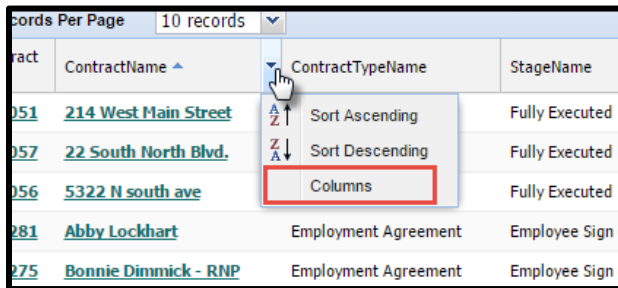 cords Per Page 10 records
ract ContractName ContractTypeName StageName
051 214 West Main Street Sort Ascending Fully Executed
057 22 South North Blvd. Sort Descending Fully Executed
056 5322 N south ave Columns Fully Executed
281 Abby Lockhart Employment Agreement Employee Sign
275 Bonnie Dimmick - RNP Employment Agreement Employee Sign